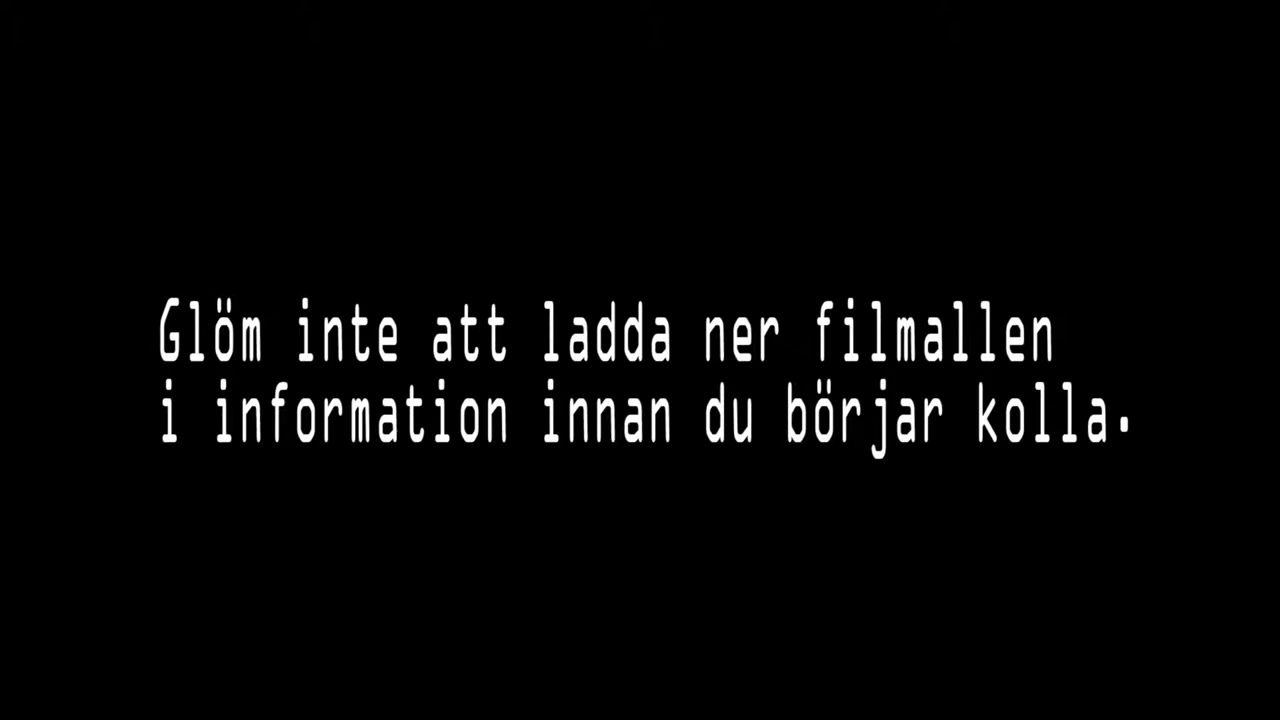 Glöm inte att ladda ner filmallen
i information innan du börjar kolla.